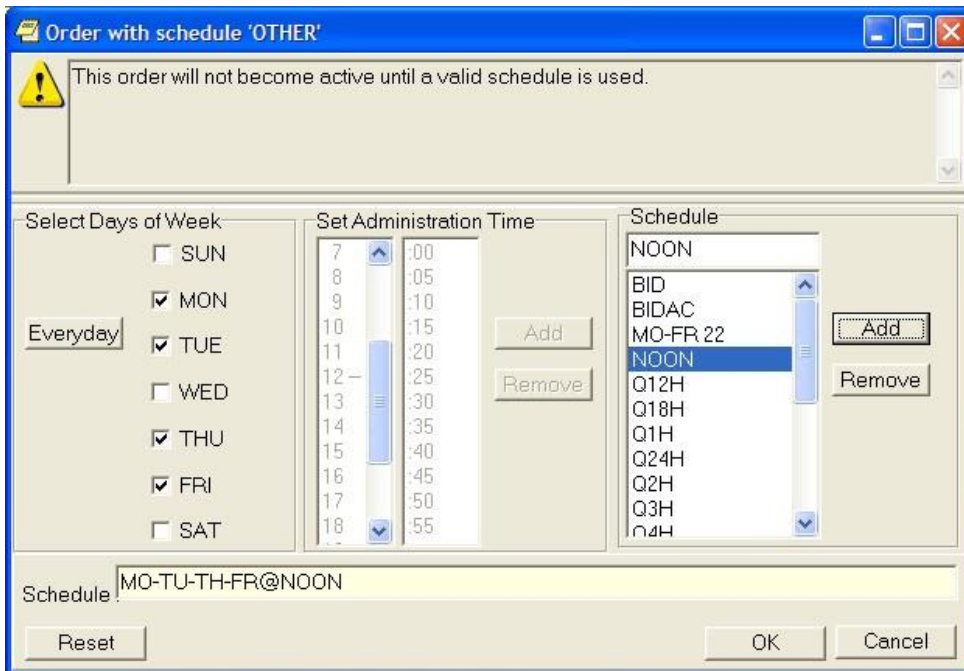 Order with schedule 'OTHER'
This order will not become active until a valid schedule is used.
Select Days of Week
SUN
MON
Everyday
TUE
WED
THU
FRI
SAT
Set Administration Time
7 :00
8 :05
9 :10
10 :15
11 :20
12 – :25
13 :30
14 :35
15 :40
16 :45
17 :50
18 :55
Add
Remove
Schedule
NOON
BID
BIDAC
MO-FR 22
NOON
Q12H
Q18H
Q1H
Q24H
Q2H
Q3H
Q4H
Add
Remove
Schedule :
MO-TU-TH-FR@NOON
Reset
OK
Cancel